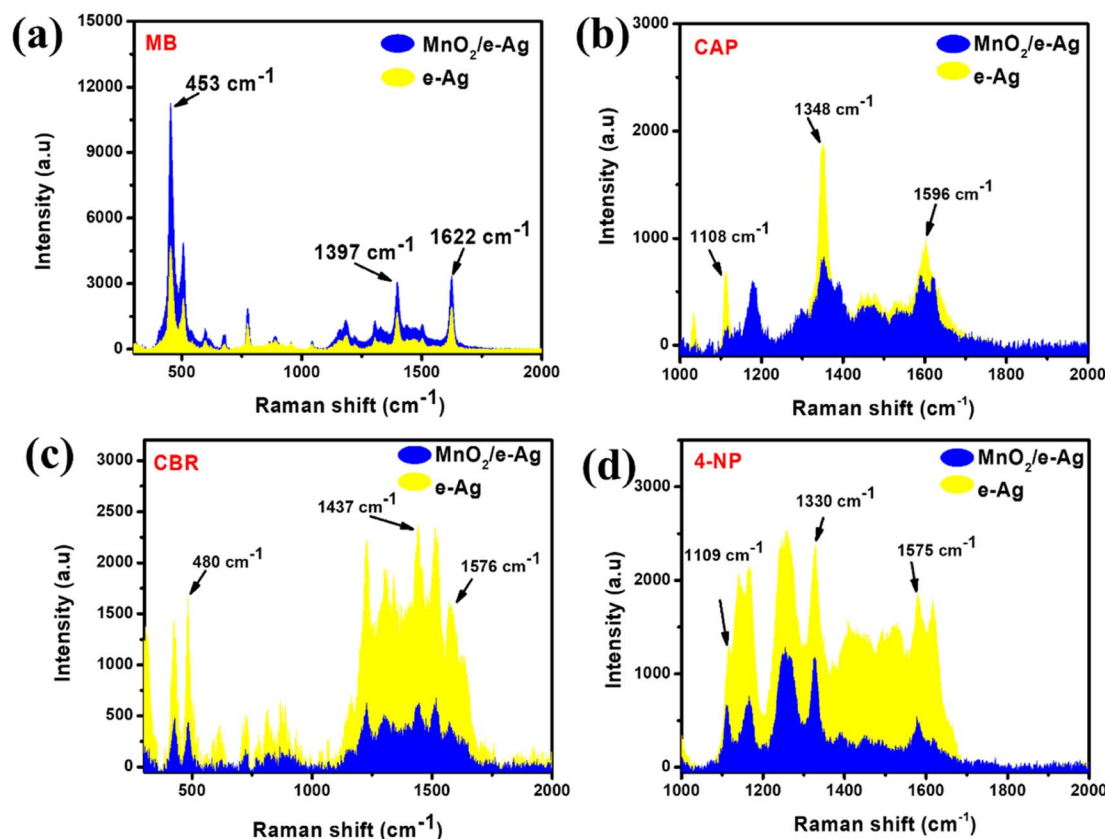 (a)
MB
MnO₂/e-Ag
e-Ag
453 cm⁻¹
1397 cm⁻¹
1622 cm⁻¹
15000
12000
9000
6000
3000
0
Intensity (a.u)
500
1000
1500
2000
Raman shift (cm⁻¹)
(b)
CAP
MnO₂/e-Ag
e-Ag
1348 cm⁻¹
1596 cm⁻¹
1108 cm⁻¹
3000
2000
1000
0
Intensity (a.u)
1000
1200
1400
1600
1800
2000
Raman shift (cm⁻¹)
(c)
CBR
MnO₂/e-Ag
e-Ag
1437 cm⁻¹
480 cm⁻¹
1576 cm⁻¹
3000
2500
2000
1500
1000
500
0
Intensity (a.u)
500
1000
1500
2000
Raman shift (cm⁻¹)
(d)
4-NP
MnO₂/e-Ag
e-Ag
1330 cm⁻¹
1109 cm⁻¹
1575 cm⁻¹
3000
2000
1000
0
Intensity (a.u)
1000
1200
1400
1600
1800
2000
Raman shift (cm⁻¹)